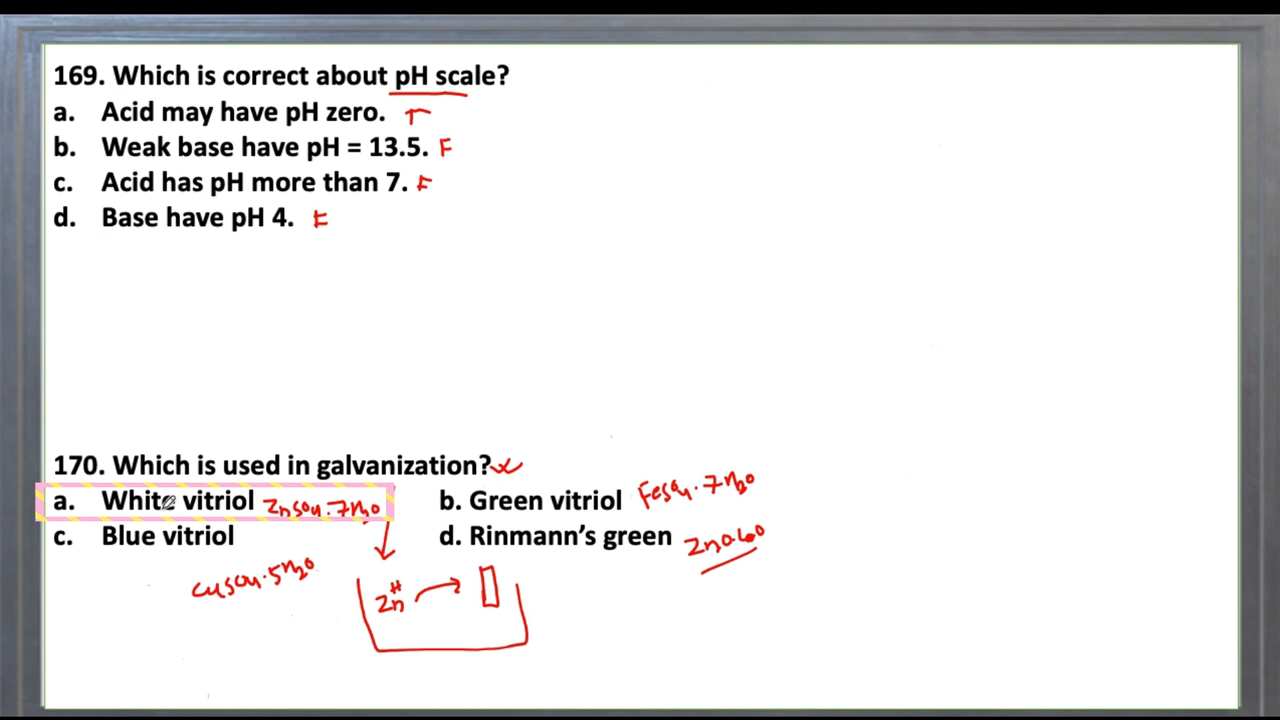 169. Which is correct about pH scale?
a. Acid may have pH zero. T
b. Weak base have pH = 13.5. F
c. Acid has pH more than 7. F
d. Base have pH 4. F
170. Which is used in galvanization?
a. White vitriol ZnSO4.7H2O b. Green vitriol FeSO4.7H2O
c. Blue vitriol d. Rinmann's green ZnO.CoO
CuSO4.5H2O
Zn++